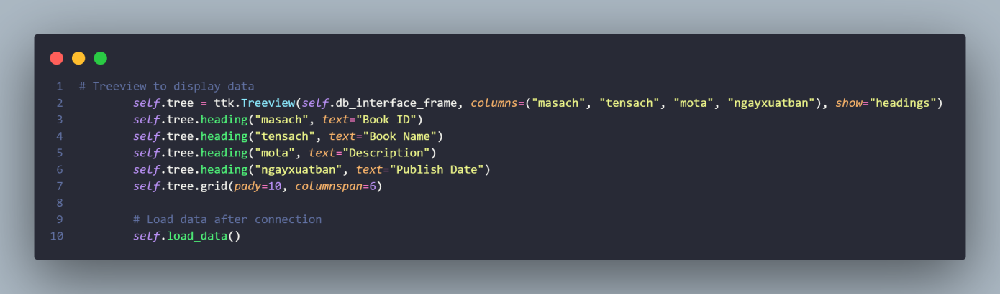 1 # Treeview to display data
2         self.tree = ttk.Treeview(self.db_interface_frame, columns=("masach", "tensach", "mota", "ngayxuatban"), show="headings")
3         self.tree.heading("masach", text="Book ID")
4         self.tree.heading("tensach", text="Book Name")
5         self.tree.heading("mota", text="Description")
6         self.tree.heading("ngayxuatban", text="Publish Date")
7         self.tree.grid(pady=10, columnspan=6)
8
9         # Load data after connection
10         self.load_data()